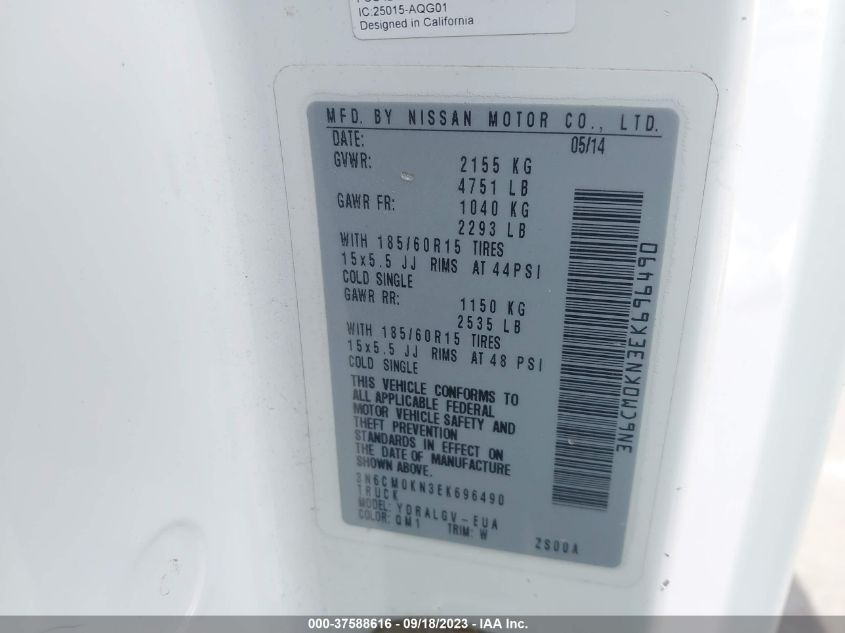 IC:25015-AQG01
Designed in California
MFD. BY NISSAN MOTOR CO., LTD.
DATE: 05/14
GVWR: 2155 KG
4751 LB
GAWR FR: 1040 KG
2293 LB
WITH 185/60R15 TIRES
15x5.5 JJ RIMS AT 44PSI
COLD SINGLE
GAWR RR: 1150 KG
2535 LB
WITH 185/60R15 TIRES
15x5.5 JJ RIMS AT 48 PSI
COLD SINGLE
THIS VEHICLE CONFORMS TO
ALL APPLICABLE FEDERAL
MOTOR VEHICLE SAFETY AND
THEFT PREVENTION
STANDARDS IN EFFECT ON
THE DATE OF MANUFACTURE
SHOWN ABOVE.
3N6CM0KN3EK696490
TRUCK
MODEL: YDRALGV-EUA
COLOR: QM1 TRIM: W
ZS00A
3N6CM0KN3EK696490
000-37588616 - 09/18/2023 - IAA Inc.